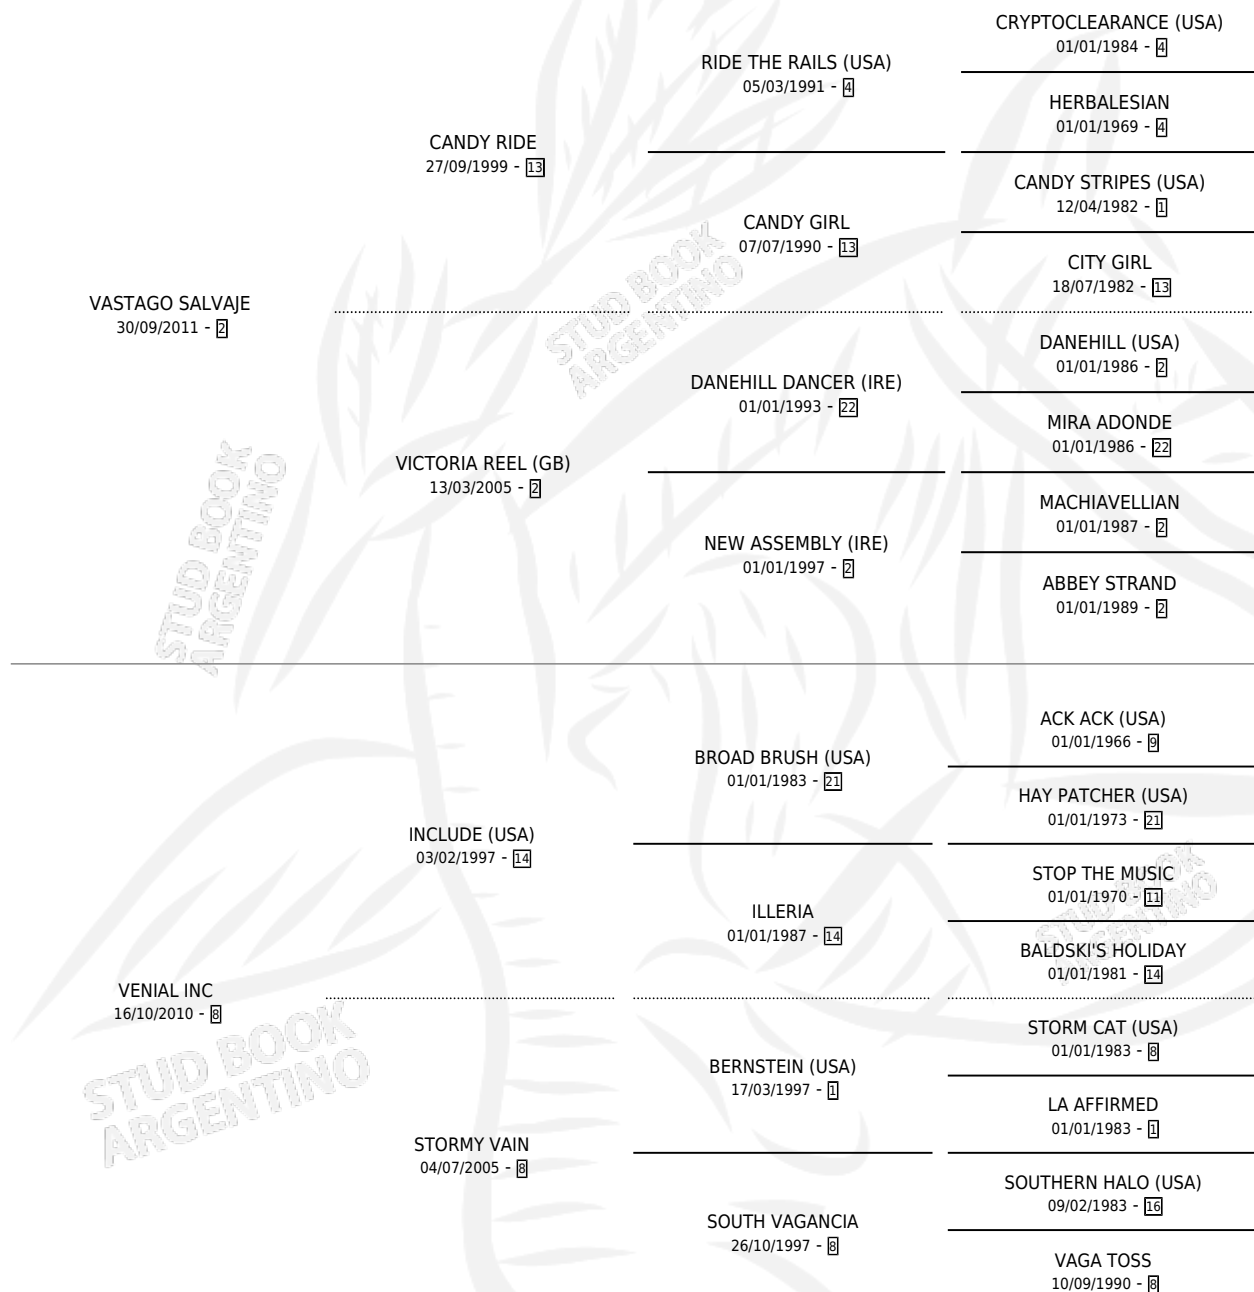 CRYPTOCLEARANCE (USA)
01/01/1984 - 4
RIDE THE RAILS (USA)
05/03/1991 - 4
HERBALESIAN
01/01/1969 - 4
CANDY RIDE
27/09/1999 - 13
CANDY STRIPES (USA)
12/04/1982 - 1
CANDY GIRL
07/07/1990 - 13
CITY GIRL
18/07/1982 - 13
VASTAGO SALVAJE
30/09/2011 - 2
DANEHILL (USA)
01/01/1986 - 2
DANEHILL DANCER (IRE)
01/01/1993 - 22
MIRA ADONDE
01/01/1986 - 22
VICTORIA REEL (GB)
13/03/2005 - 2
MACHIAVELLIAN
01/01/1987 - 2
NEW ASSEMBLY (IRE)
01/01/1997 - 2
ABBEY STRAND
01/01/1989 - 2
ACK ACK (USA)
01/01/1966 - 9
BROAD BRUSH (USA)
01/01/1983 - 21
HAY PATCHER (USA)
01/01/1973 - 21
INCLUDE (USA)
03/02/1997 - 14
STOP THE MUSIC
01/01/1970 - 11
ILLERIA
01/01/1987 - 14
BALDSKI'S HOLIDAY
01/01/1981 - 14
VENIAL INC
16/10/2010 - 8
STORM CAT (USA)
01/01/1983 - 8
BERNSTEIN (USA)
17/03/1997 - 1
LA AFFIRMED
01/01/1983 - 1
STORMY VAIN
04/07/2005 - 8
SOUTHERN HALO (USA)
09/02/1983 - 16
SOUTH VAGANCIA
26/10/1997 - 8
VAGA TOSS
10/09/1990 - 8
STUD BOOK
ARGENTINO
STUD BOOK
ARGENTINO
STUD BOOK
ARGENTINO
STUD BOOK
ARGENTINO